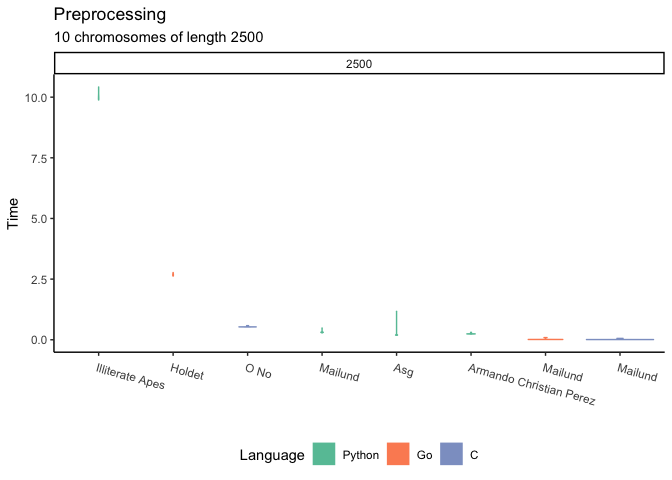 Preprocessing
10 chromosomes of length 2500
2500
Time
10.0
7.5
5.0
2.5
0.0
Illiterate Apes
Holdet
O No
Mailund
Asg
Armando Christian Perez
Mailund
Mailund
Language Python Go C